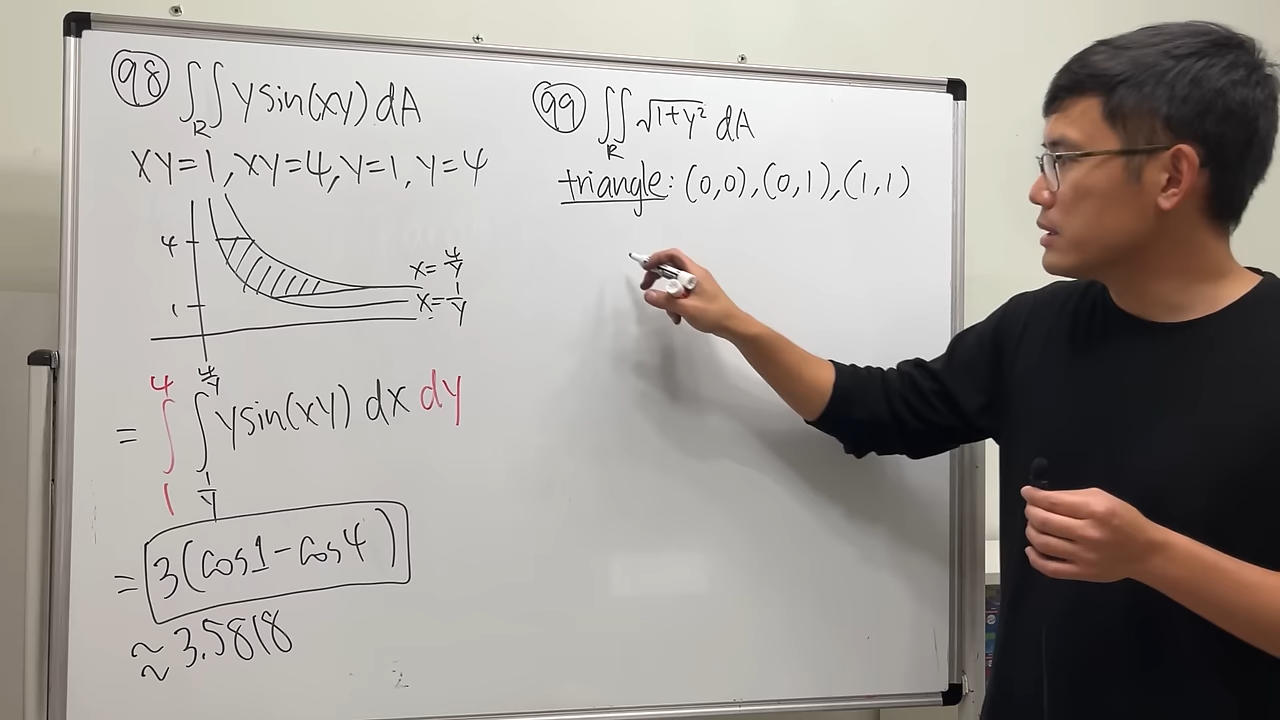 98 ∬_R y sin(xy) dA
xy=1, xy=4, y=1, y=4
4
1
x=4/y
x=1/y
= ∫_1^4 ∫_{1/y}^{4/y} y sin(xy) dx dy
= 3(cos1-cos4)
≈ 3.5818
99 ∬_R √(1+y²) dA
triangle: (0,0), (0,1), (1,1)